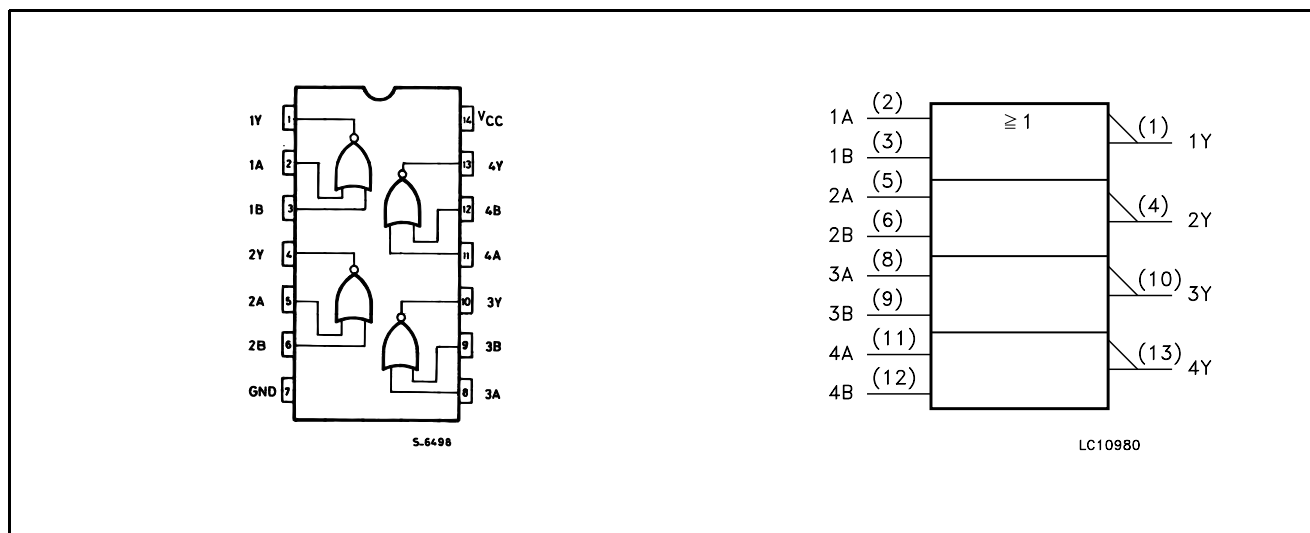 1Y 1 14 VCC
1A 2 13 4Y
1B 3 12 4B
2Y 4 11 4A
2A 5 10 3Y
2B 6 9 3B
GND 7 8 3A
S-6498
≧1
1A (2)
1B (3)
2A (5)
2B (6)
3A (8)
3B (9)
4A (11)
4B (12)
(1) 1Y
(4) 2Y
(10) 3Y
(13) 4Y
LC10980